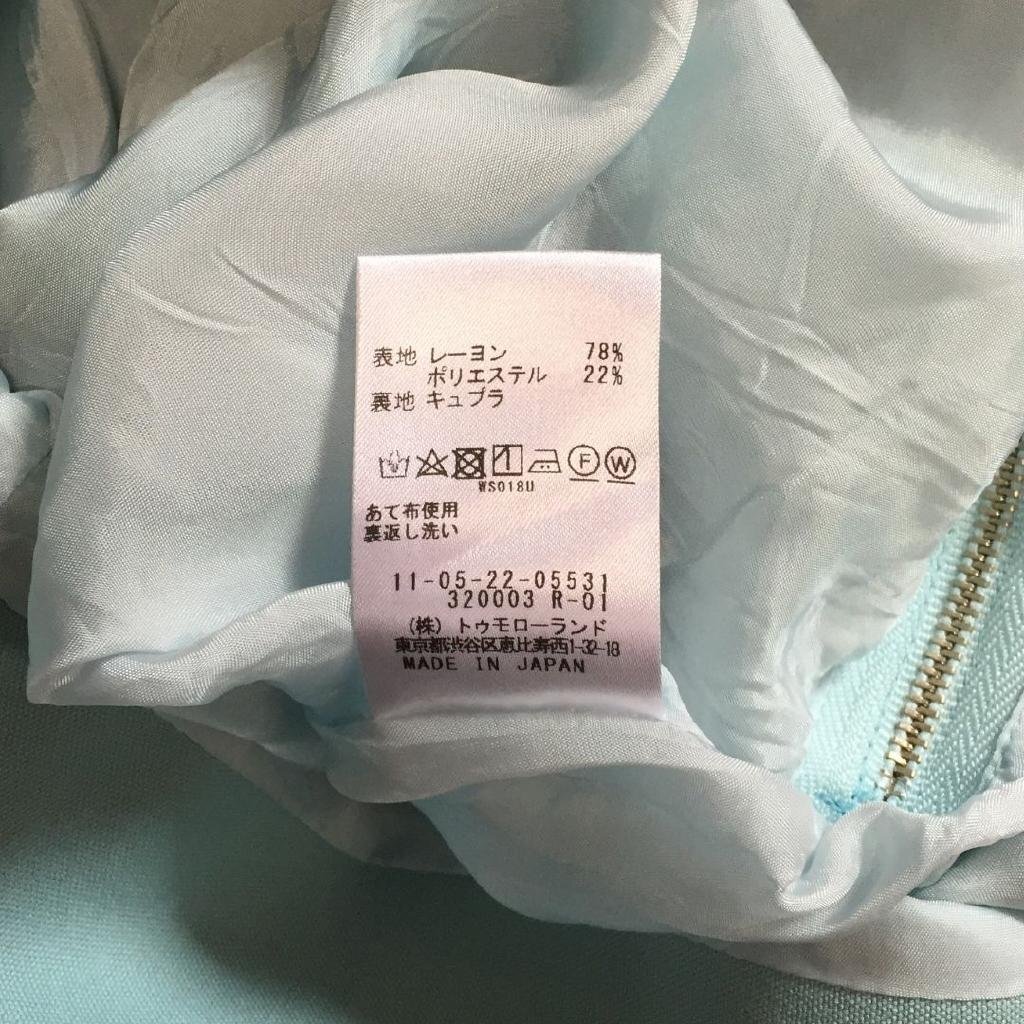 表地 レーヨン 78%
ポリエステル 22%
裏地 キュプラ
F W
WS018U
あて布使用
裏返し洗い
11-05-22-05531
320003 R-01
(株) トゥモローランド
東京都渋谷区恵比寿西1-32-18
MADE IN JAPAN